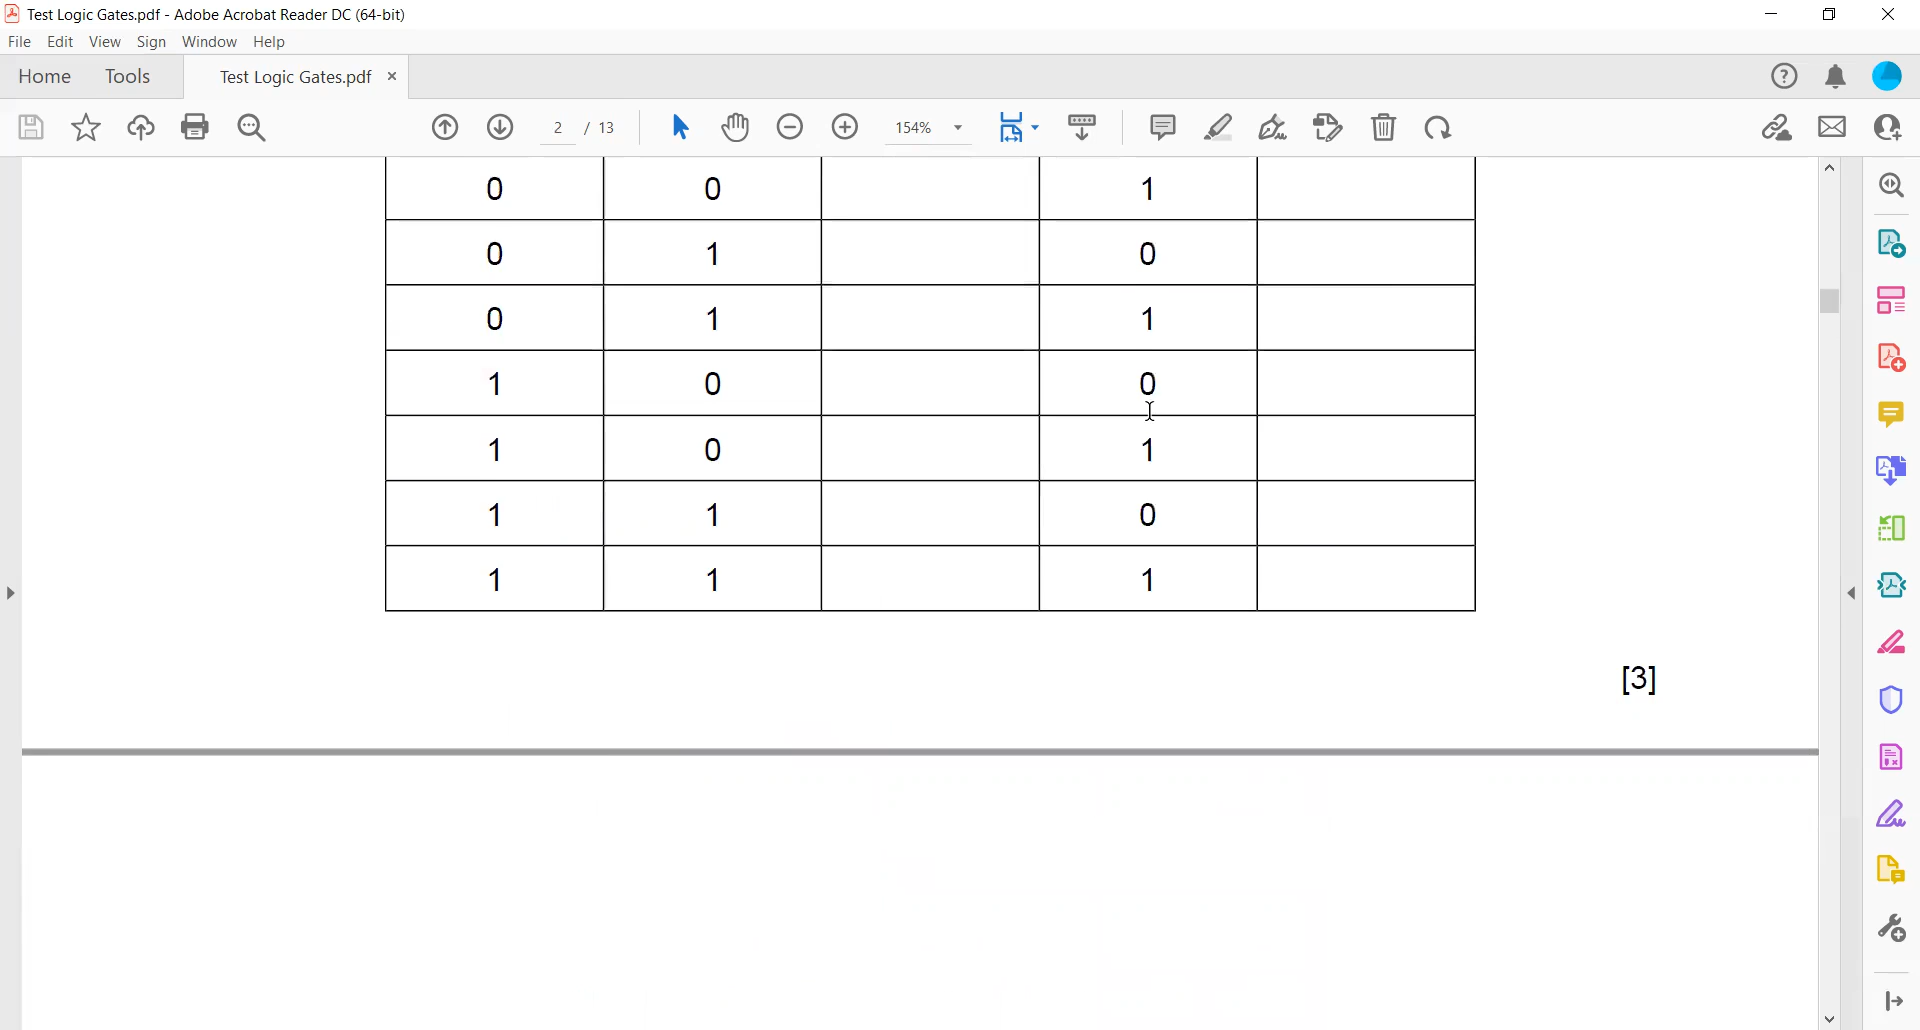 Test Logic Gates.pdf - Adobe Acrobat Reader DC (64-bit)
File Edit View Sign Window Help
Home Tools Test Logic Gates.pdf ×
2 / 13 154%
0 0 1
0 1 0
0 1 1
1 0 0
1 0 1
1 1 0
1 1 1
[3]